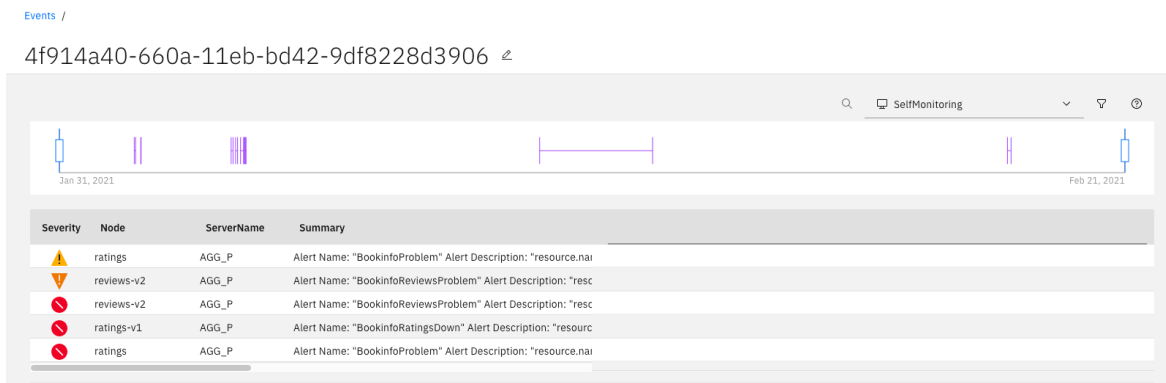 Events /
4f914a40-660a-11eb-bd42-9df8228d3906
SelfMonitoring
Jan 31, 2021
Feb 21, 2021
Severity Node ServerName Summary
ratings AGG_P Alert Name: "BookinfoProblem" Alert Description: "resource.nar
reviews-v2 AGG_P Alert Name: "BookinfoReviewsProblem" Alert Description: "resc
reviews-v2 AGG_P Alert Name: "BookinfoReviewsProblem" Alert Description: "resc
ratings-v1 AGG_P Alert Name: "BookinfoRatingsDown" Alert Description: "resourc
ratings AGG_P Alert Name: "BookinfoProblem" Alert Description: "resource.nar